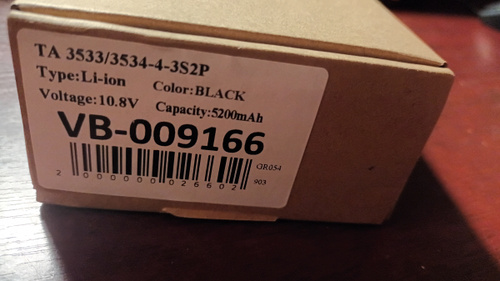 TA 3533/3534-4-3S2P
Type:Li-ion Color:BLACK
Voltage:10.8V Capacity:5200mAh
VB-009166
GR054
2 000000 026602 903